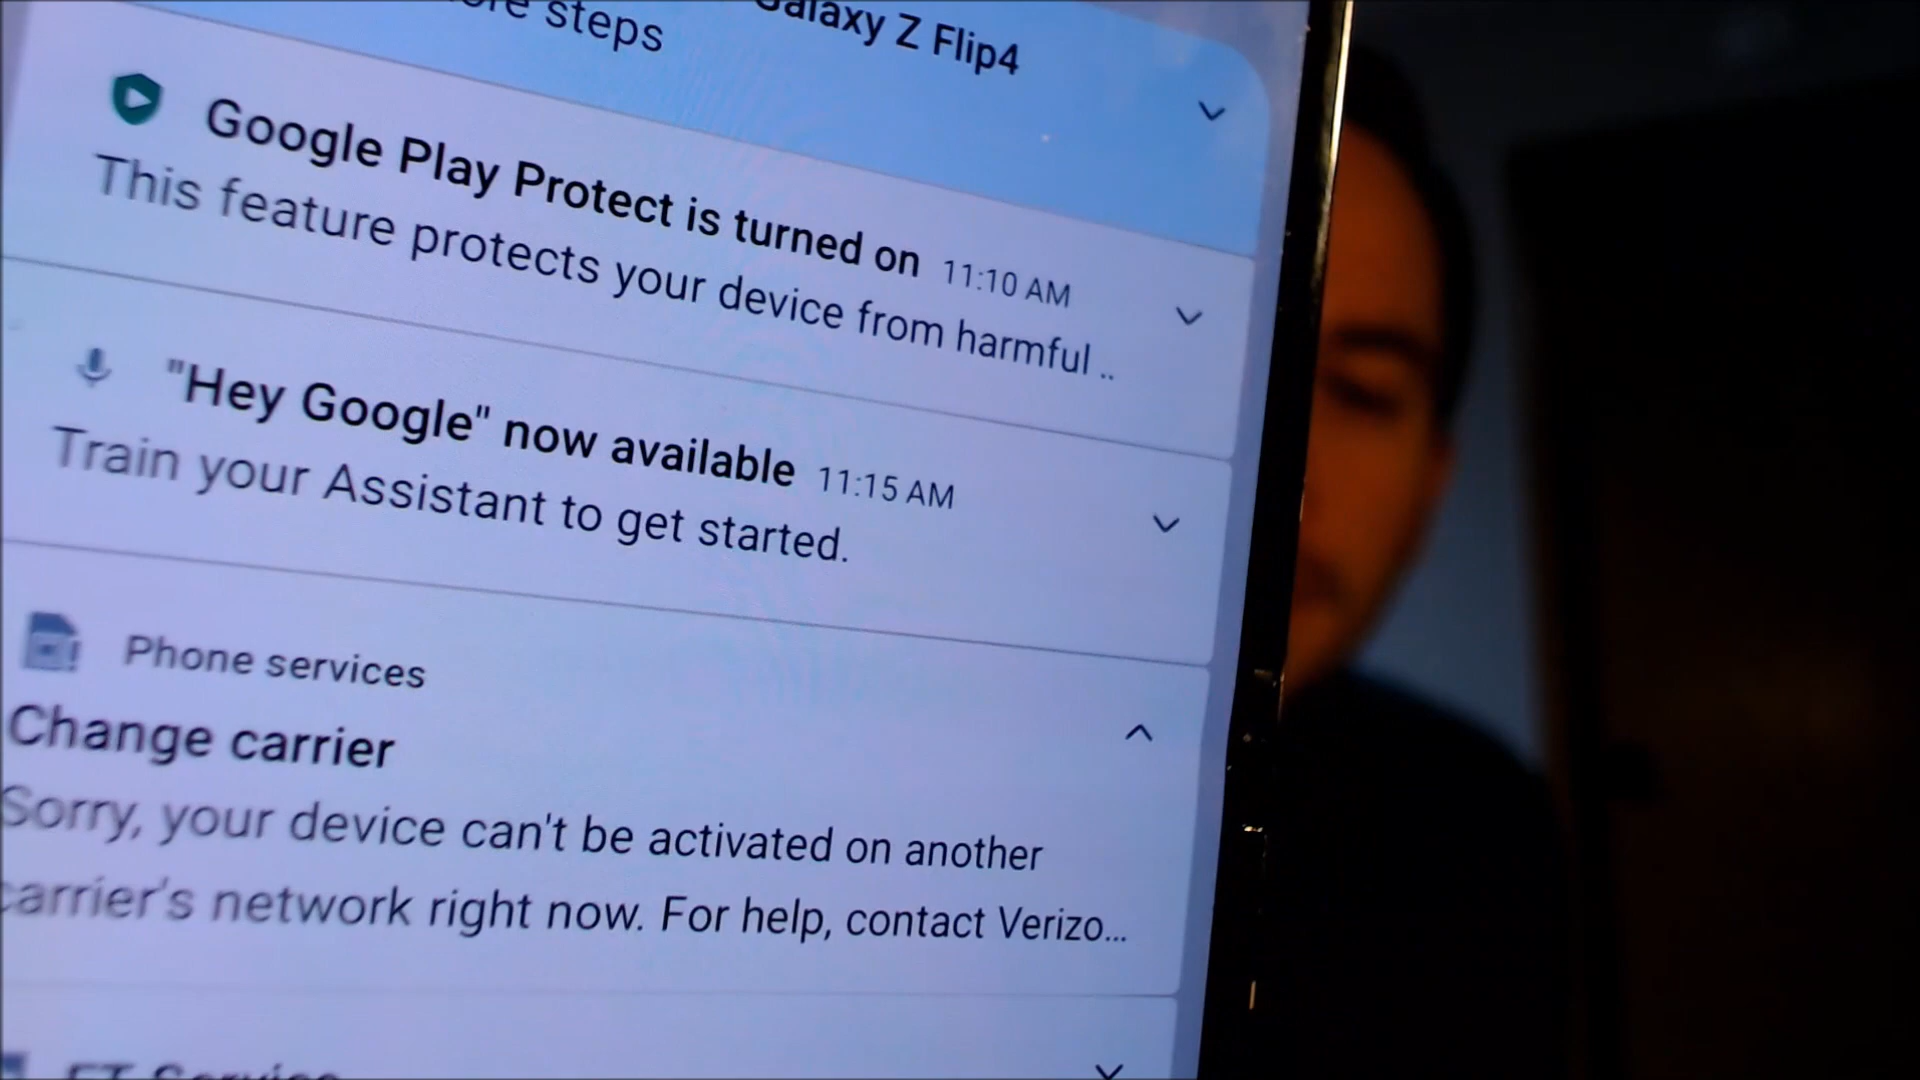 steps
Galaxy Z Flip4
Google Play Protect is turned on 11:10 AM
This feature protects your device from harmful ..
"Hey Google" now available 11:15 AM
Train your Assistant to get started.
Phone services
Change carrier
Sorry, your device can't be activated on another
carrier's network right now. For help, contact Verizo...